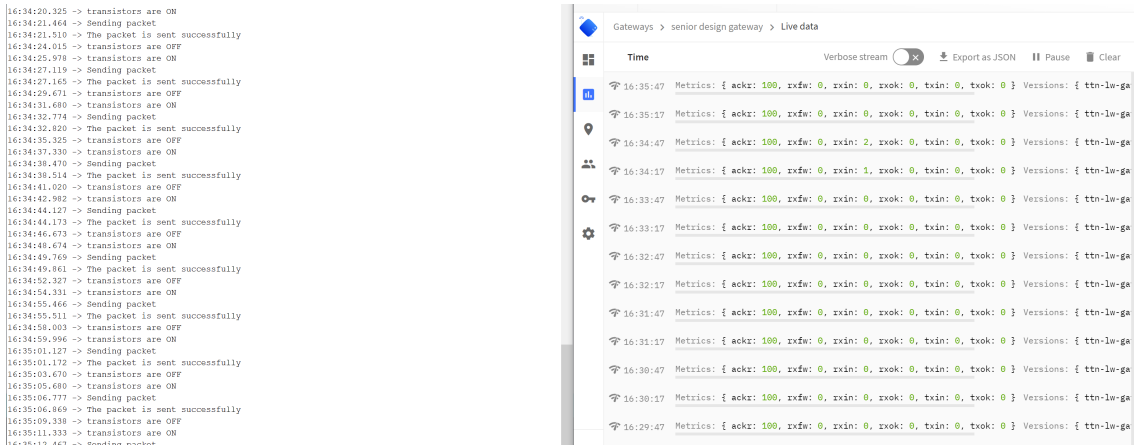 16:34:20.325 -> transistors are ON
16:34:21.464 -> Sending packet
16:34:21.510 -> The packet is sent successfully
16:34:24.015 -> transistors are OFF
16:34:25.978 -> transistors are ON
16:34:27.119 -> Sending packet
16:34:27.165 -> The packet is sent successfully
16:34:29.671 -> transistors are OFF
16:34:31.680 -> transistors are ON
16:34:32.774 -> Sending packet
16:34:32.820 -> The packet is sent successfully
16:34:35.325 -> transistors are OFF
16:34:37.330 -> transistors are ON
16:34:38.470 -> Sending packet
16:34:38.514 -> The packet is sent successfully
16:34:41.020 -> transistors are OFF
16:34:42.982 -> transistors are ON
16:34:44.127 -> Sending packet
16:34:44.173 -> The packet is sent successfully
16:34:46.673 -> transistors are OFF
16:34:48.674 -> transistors are ON
16:34:49.769 -> Sending packet
16:34:49.861 -> The packet is sent successfully
16:34:52.327 -> transistors are OFF
16:34:54.331 -> transistors are ON
16:34:55.466 -> Sending packet
16:34:55.511 -> The packet is sent successfully
16:34:58.003 -> transistors are OFF
16:34:59.996 -> transistors are ON
16:35:01.127 -> Sending packet
16:35:01.172 -> The packet is sent successfully
16:35:03.670 -> transistors are OFF
16:35:05.680 -> transistors are ON
16:35:06.777 -> Sending packet
16:35:06.869 -> The packet is sent successfully
16:35:09.338 -> transistors are OFF
16:35:11.333 -> transistors are ON
16:35:12.467 -> Sending packet
Gateways > senior design gateway > Live data
Time Verbose stream Export as JSON Pause Clear
16:35:47 Metrics: { ackr: 100, rxfw: 0, rxin: 0, rxok: 0, txin: 0, txok: 0 } Versions: { ttn-lw-ga
16:35:17 Metrics: { ackr: 100, rxfw: 0, rxin: 0, rxok: 0, txin: 0, txok: 0 } Versions: { ttn-lw-ga
16:34:47 Metrics: { ackr: 100, rxfw: 0, rxin: 2, rxok: 0, txin: 0, txok: 0 } Versions: { ttn-lw-ga
16:34:17 Metrics: { ackr: 100, rxfw: 0, rxin: 1, rxok: 0, txin: 0, txok: 0 } Versions: { ttn-lw-ga
16:33:47 Metrics: { ackr: 100, rxfw: 0, rxin: 0, rxok: 0, txin: 0, txok: 0 } Versions: { ttn-lw-ga
16:33:17 Metrics: { ackr: 100, rxfw: 0, rxin: 0, rxok: 0, txin: 0, txok: 0 } Versions: { ttn-lw-ga
16:32:47 Metrics: { ackr: 100, rxfw: 0, rxin: 0, rxok: 0, txin: 0, txok: 0 } Versions: { ttn-lw-ga
16:32:17 Metrics: { ackr: 100, rxfw: 0, rxin: 0, rxok: 0, txin: 0, txok: 0 } Versions: { ttn-lw-ga
16:31:47 Metrics: { ackr: 100, rxfw: 0, rxin: 0, rxok: 0, txin: 0, txok: 0 } Versions: { ttn-lw-ga
16:31:17 Metrics: { ackr: 100, rxfw: 0, rxin: 0, rxok: 0, txin: 0, txok: 0 } Versions: { ttn-lw-ga
16:30:47 Metrics: { ackr: 100, rxfw: 0, rxin: 0, rxok: 0, txin: 0, txok: 0 } Versions: { ttn-lw-ga
16:30:17 Metrics: { ackr: 100, rxfw: 0, rxin: 0, rxok: 0, txin: 0, txok: 0 } Versions: { ttn-lw-ga
16:29:47 Metrics: { ackr: 100, rxfw: 0, rxin: 0, rxok: 0, txin: 0, txok: 0 } Versions: { ttn-lw-ga